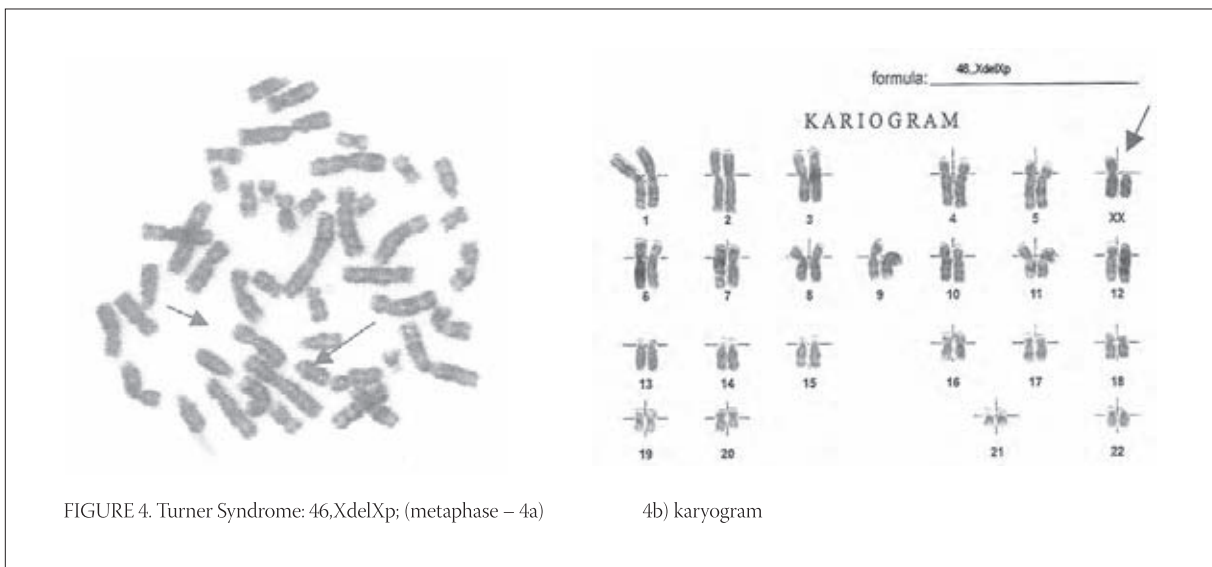 formula: 46,XdelXp
KARIOGRAM
1 2 3 4 5 XX
6 7 8 9 10 11 12
13 14 15 16 17 18
19 20 21 22
FIGURE 4. Turner Syndrome: 46,XdelXp; (metaphase – 4a) 4b) karyogram